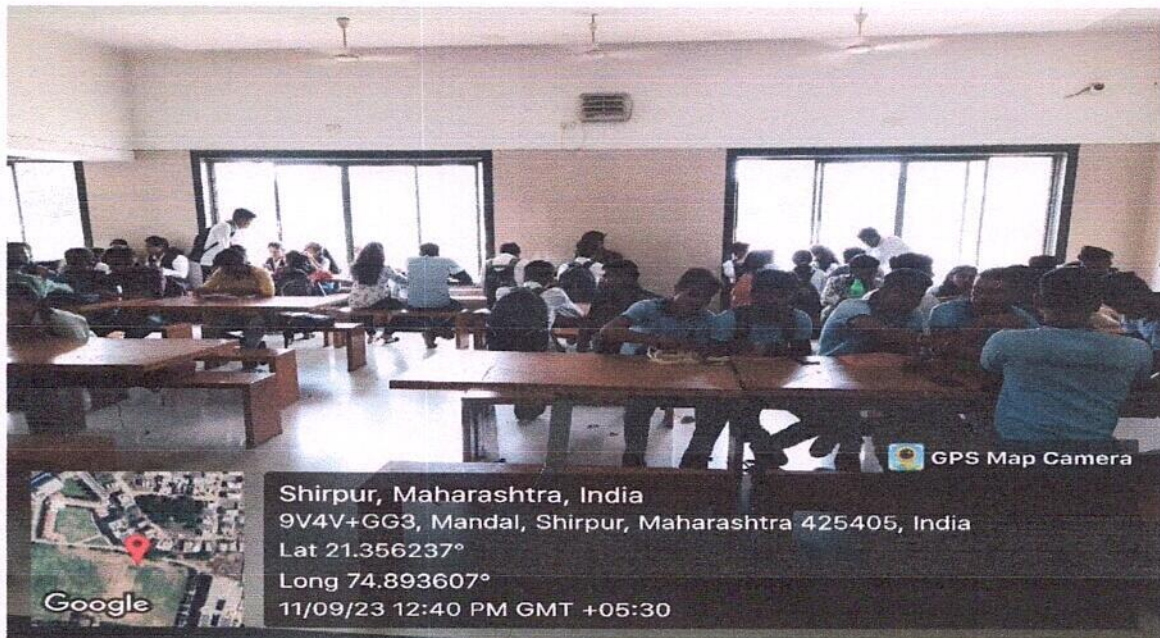 GPS Map Camera
Shirpur, Maharashtra, India
9V4V+GG3, Mandal, Shirpur, Maharashtra 425405, India
Lat 21.356237°
Long 74.893607°
11/09/23 12:40 PM GMT +05:30
Google